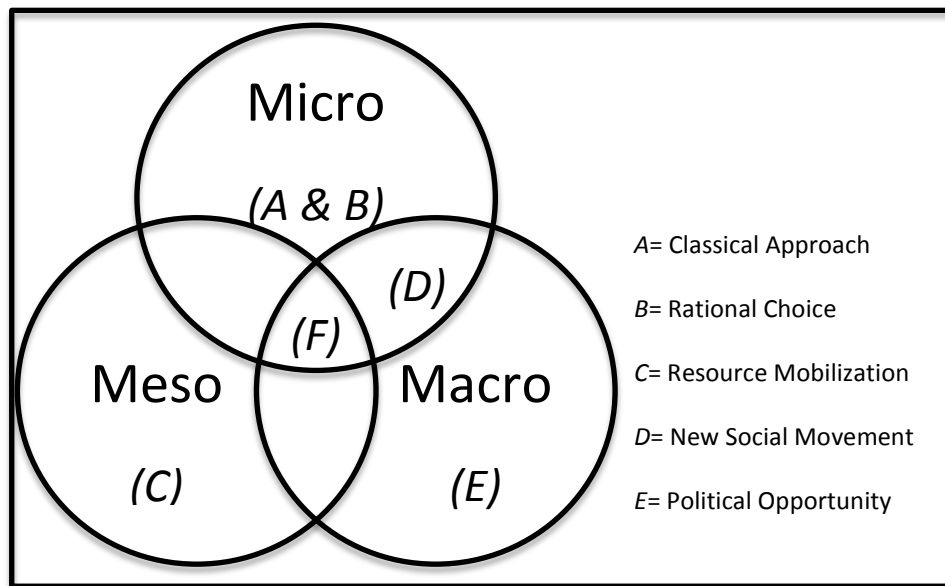 Micro
(A & B)
(D)
(F)
Meso
Macro
(C)
(E)
A= Classical Approach
B= Rational Choice
C= Resource Mobilization
D= New Social Movement
E= Political Opportunity